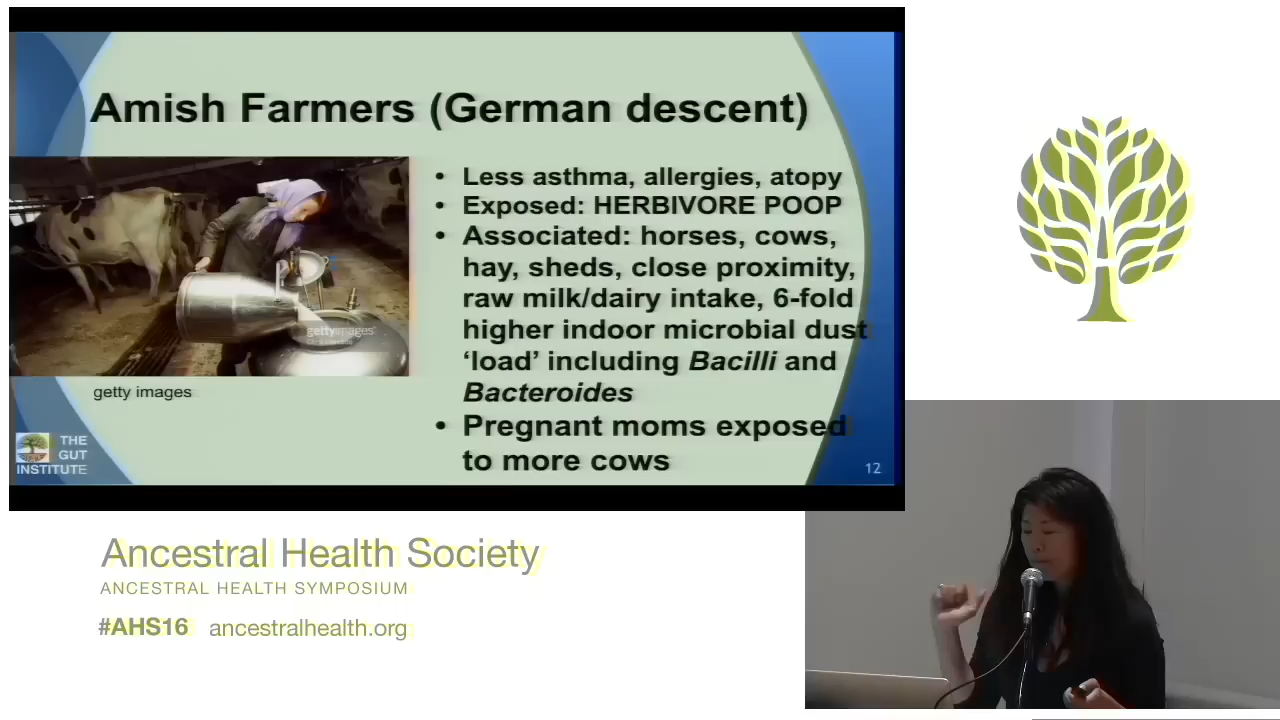 Amish Farmers (German descent)
• Less asthma, allergies, atopy
• Exposed: HERBIVORE POOP
• Associated: horses, cows,
hay, sheds, close proximity,
raw milk/dairy intake, 6-fold
higher indoor microbial dust
‘load’ including Bacilli and
Bacteroides
• Pregnant moms exposed
to more cows
gettyimages
getty images
THE
GUT
INSTITUTE
12
Ancestral Health Society
ANCESTRAL HEALTH SYMPOSIUM
#AHS16 ancestralhealth.org